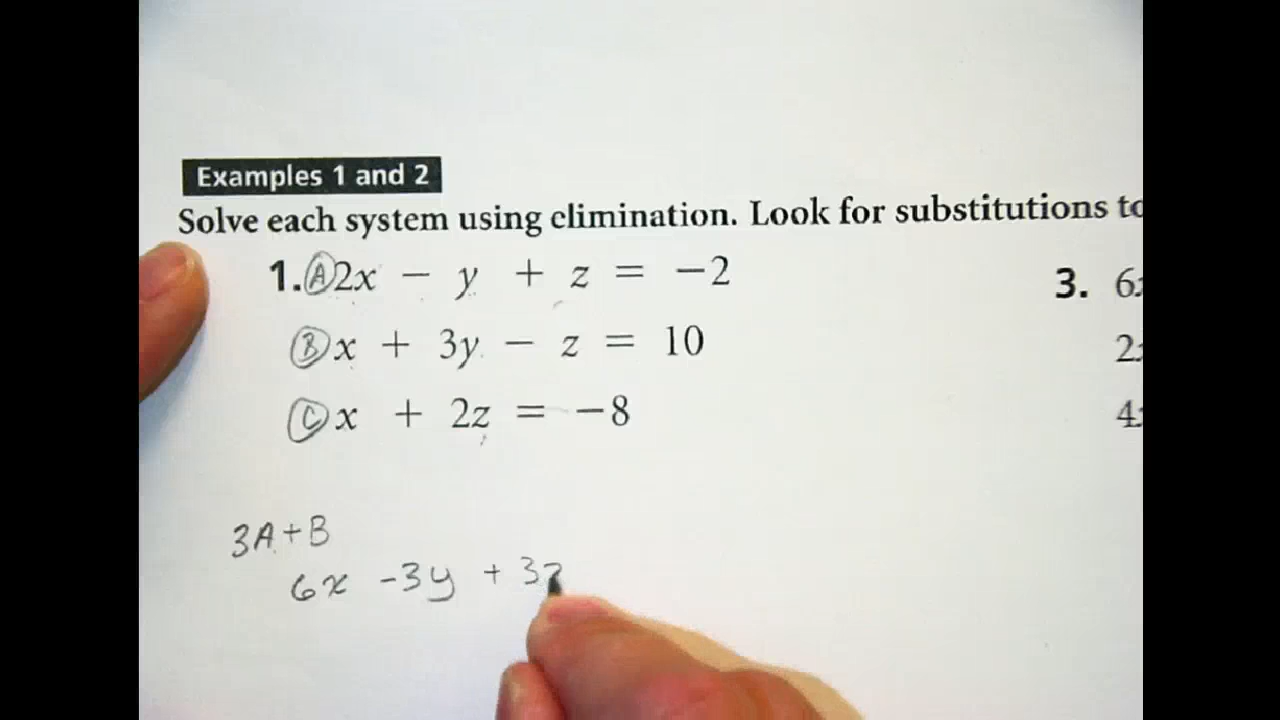 Examples 1 and 2
Solve each system using elimination. Look for substitutions to
1. Ⓐ 2x − y + z = −2
Ⓑ x + 3y − z = 10
Ⓒ x + 2z = −8
3. 6
2
4
3A + B
6x - 3y + 3z